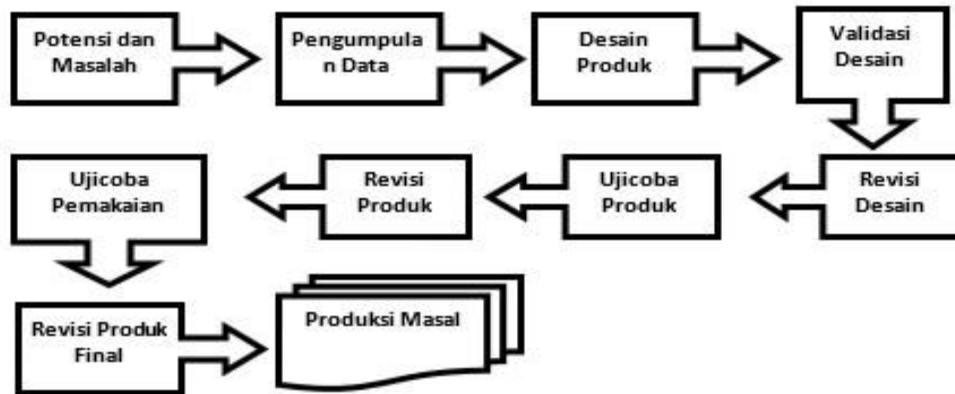 Potensi dan
Masalah
Pengumpula
n Data
Desain
Produk
Validasi
Desain
Revisi
Desain
Ujicoba
Produk
Revisi
Produk
Ujicoba
Pemakaian
Revisi Produk
Final
Produksi Masal